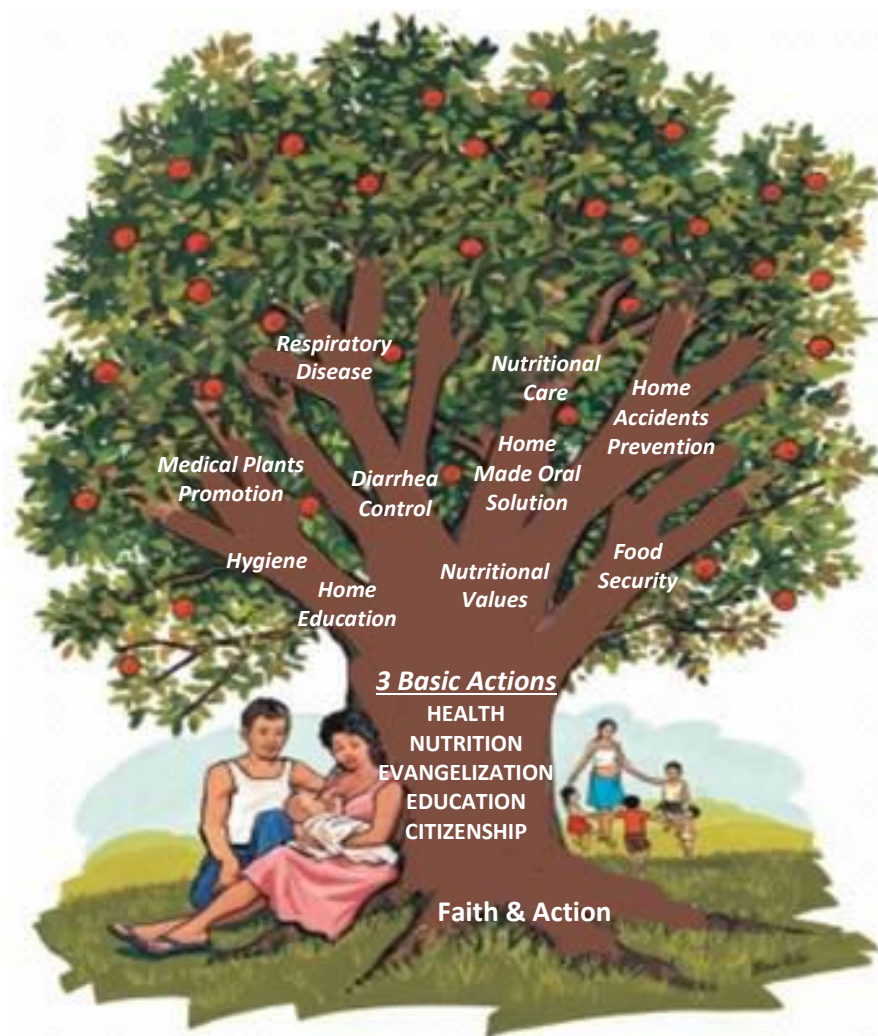 Respiratory
Disease
Nutritional
Care
Home
Accidents
Prevention
Medical Plants
Promotion
Diarrhea
Control
Home
Made Oral
Solution
Hygiene
Home
Education
Nutritional
Values
Food
Security
3 Basic Actions
HEALTH
NUTRITION
EVANGELIZATION
EDUCATION
CITIZENSHIP
Faith & Action